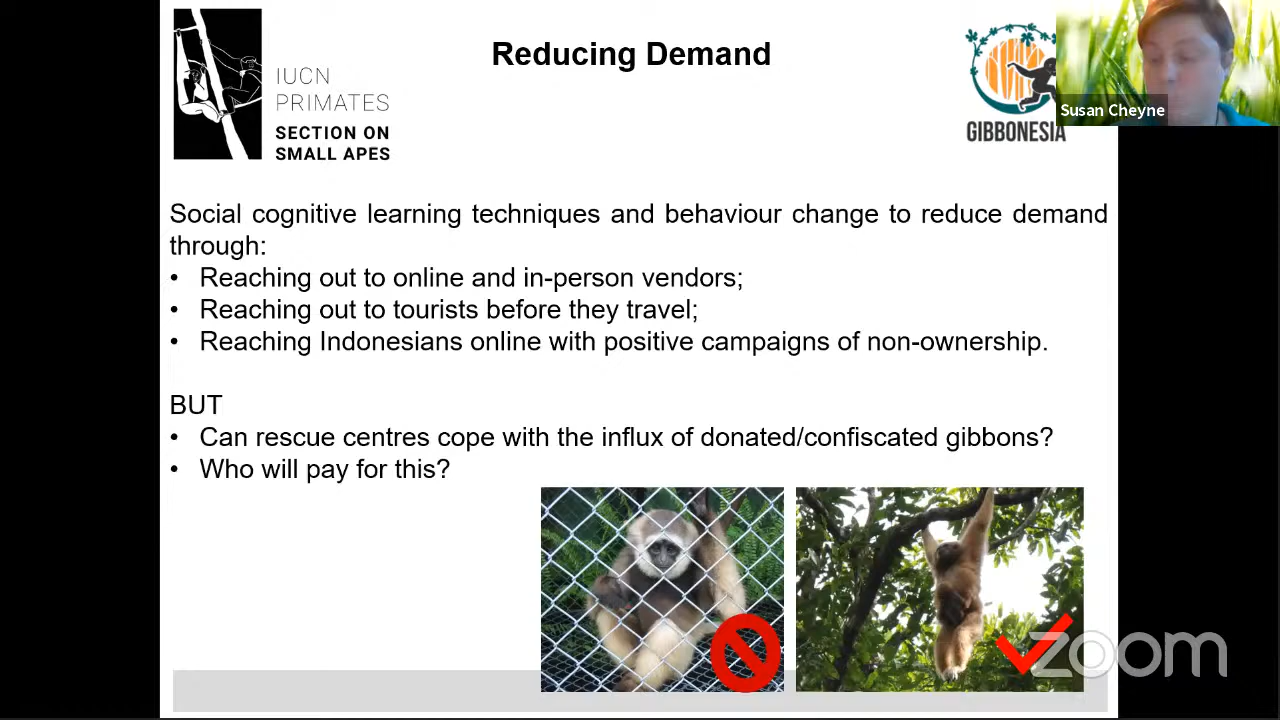 Reducing Demand
IUCN
PRIMATES
SECTION ON
SMALL APES
GIBBONESIA
Susan Cheyne
Social cognitive learning techniques and behaviour change to reduce demand
through:
• Reaching out to online and in-person vendors;
• Reaching out to tourists before they travel;
• Reaching Indonesians online with positive campaigns of non-ownership.
BUT
• Can rescue centres cope with the influx of donated/confiscated gibbons?
• Who will pay for this?
zoom